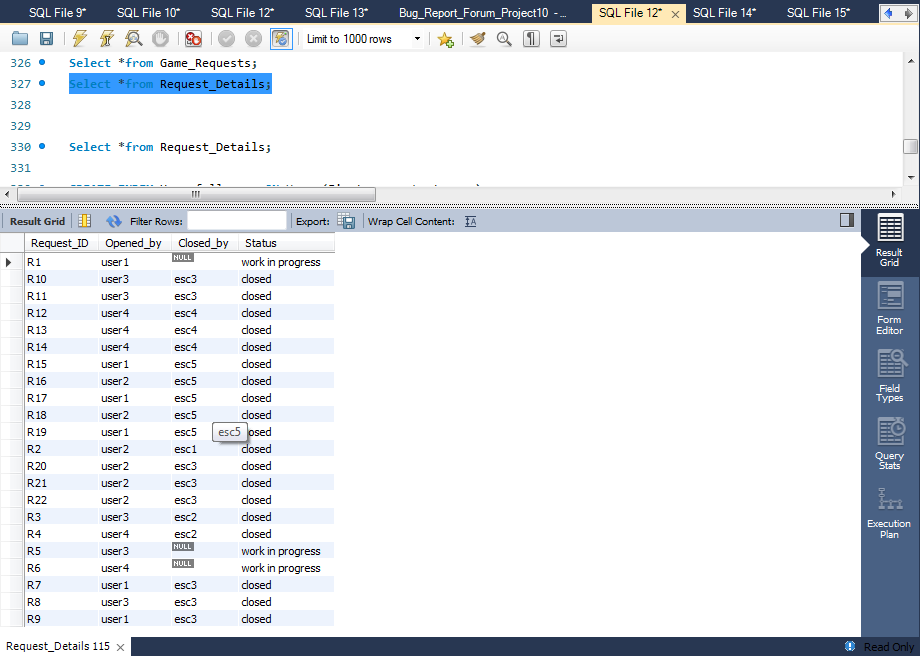 SQL File 9* SQL File 10* SQL File 12* SQL File 13* Bug_Report_Forum_Project10 - ... SQL File 12* SQL File 14* SQL File 15*
Limit to 1000 rows
326 Select *from Game_Requests;
327 Select *from Request_Details;
328
329
330 Select *from Request_Details;
331
Result Grid Filter Rows: Export: Wrap Cell Content: IA
Request_ID Opened_by Closed_by Status
R1 user1 NULL work in progress
R10 user3 esc3 closed
R11 user3 esc3 closed
R12 user4 esc4 closed
R13 user4 esc4 closed
R14 user4 esc4 closed
R15 user1 esc5 closed
R16 user2 esc5 closed
R17 user1 esc5 closed
R18 user2 esc5 closed
R19 user1 esc5 esc5 osed
R2 user2 esc1 closed
R20 user2 esc3 closed
R21 user2 esc3 closed
R22 user2 esc3 closed
R3 user3 esc2 closed
R4 user4 esc2 closed
R5 user3 NULL work in progress
R6 user4 NULL work in progress
R7 user1 esc3 closed
R8 user3 esc3 closed
R9 user1 esc3 closed
Result
Grid
Form
Editor
Field
Types
Query
Stats
Execution
Plan
Request_Details 115
Read Only